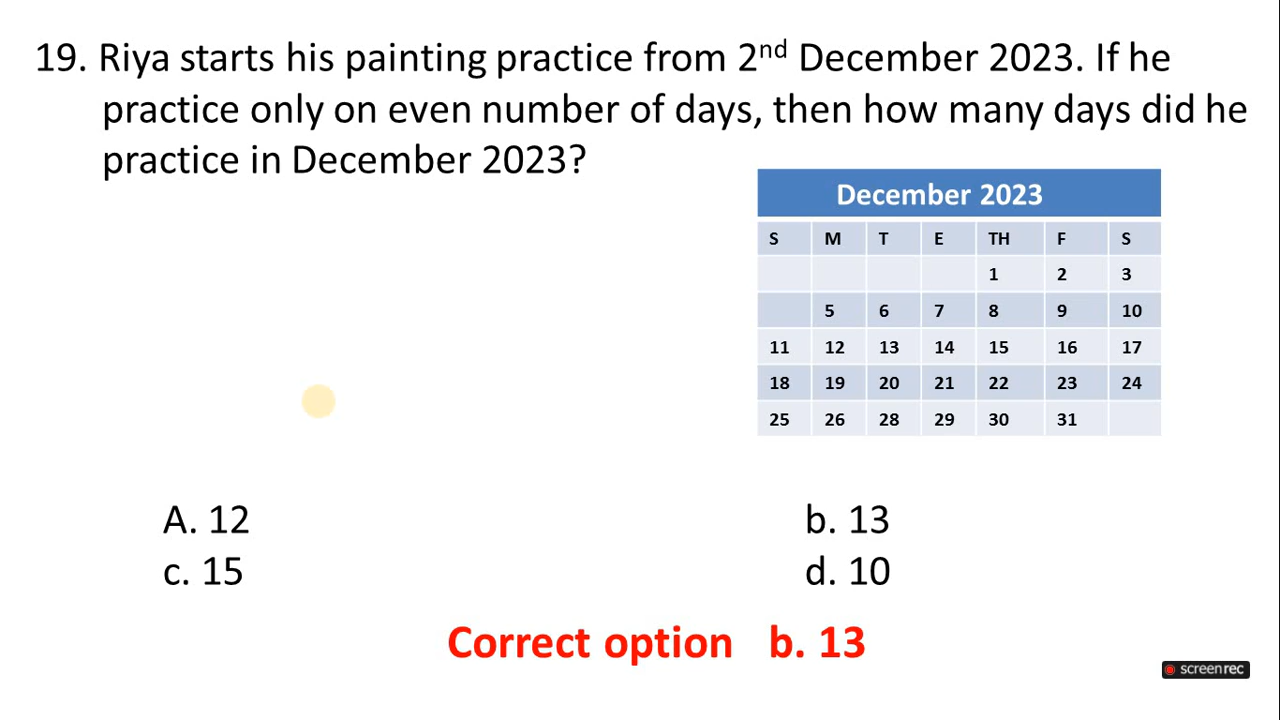 19. Riya starts his painting practice from 2nd December 2023. If he
practice only on even number of days, then how many days did he
practice in December 2023?
December 2023
S M T E TH F S
1 2 3
5 6 7 8 9 10
11 12 13 14 15 16 17
18 19 20 21 22 23 24
25 26 28 29 30 31
A. 12 b. 13
c. 15 d. 10
Correct option b. 13
screenrec